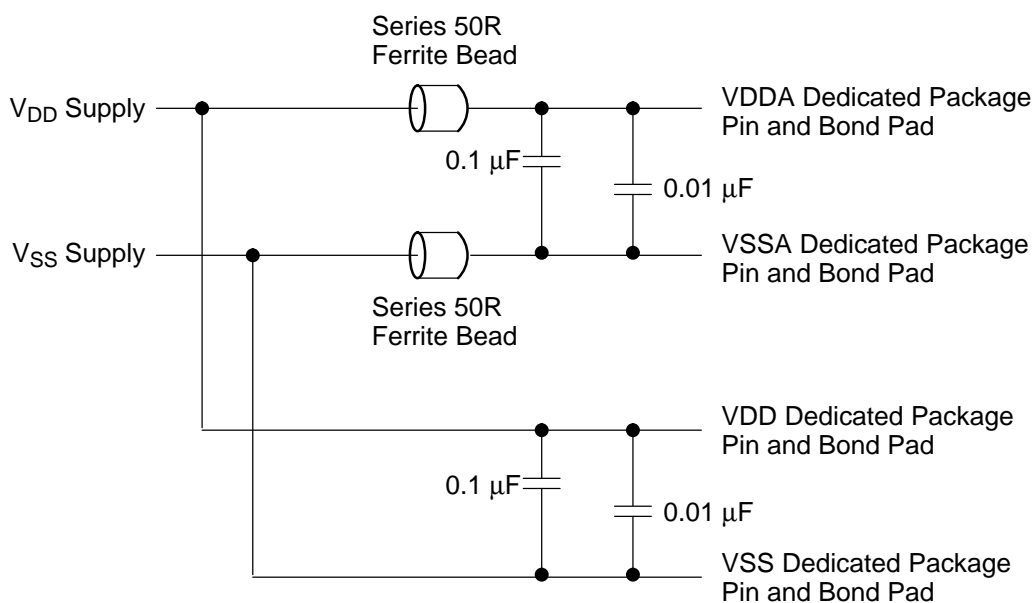 Series 50R
Ferrite Bead
VDD Supply
VDDA Dedicated Package
Pin and Bond Pad
0.1 μF
0.01 μF
VSS Supply
VSSA Dedicated Package
Pin and Bond Pad
Series 50R
Ferrite Bead
VDD Dedicated Package
Pin and Bond Pad
0.1 μF
0.01 μF
VSS Dedicated Package
Pin and Bond Pad